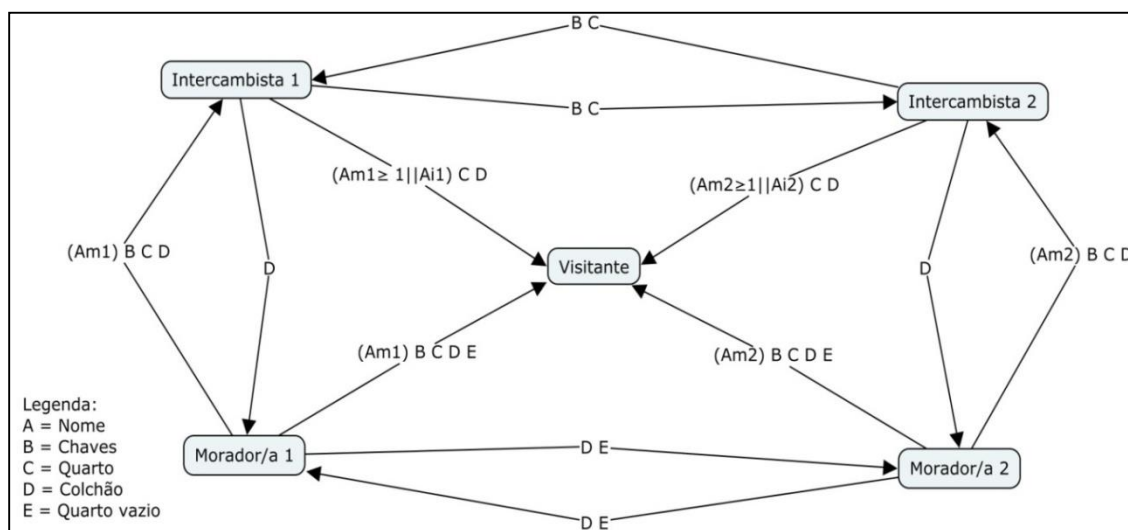 B C
Intercambista 1
Intercambista 2
B C
(Am1≥ 1||Ai1) C D
(Am2≥1||Ai2) C D
(Am1) B C D
D
Visitante
D
(Am2) B C D
(Am1) B C D E
(Am2) B C D E
Legenda:
A = Nome
B = Chaves
C = Quarto
D = Colchão
E = Quarto vazio
Morador/a 1
D E
Morador/a 2
D E